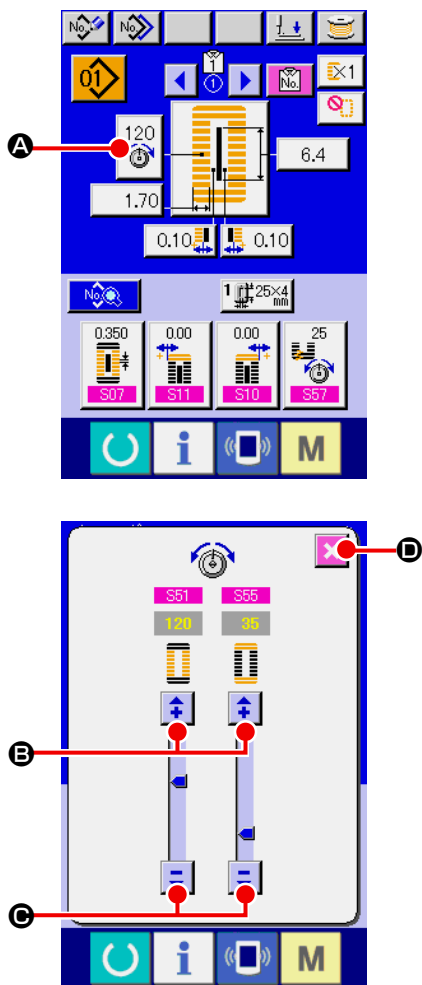 No. No.
01 1 ① No. ×1
A 120 6.4
1.70
0.10 0.10
No. 1 25×4 mm
0.350 0.00 0.00 25
S07 S11 S10 S57
i M
D
S51 S55
120 35
B
C
i M